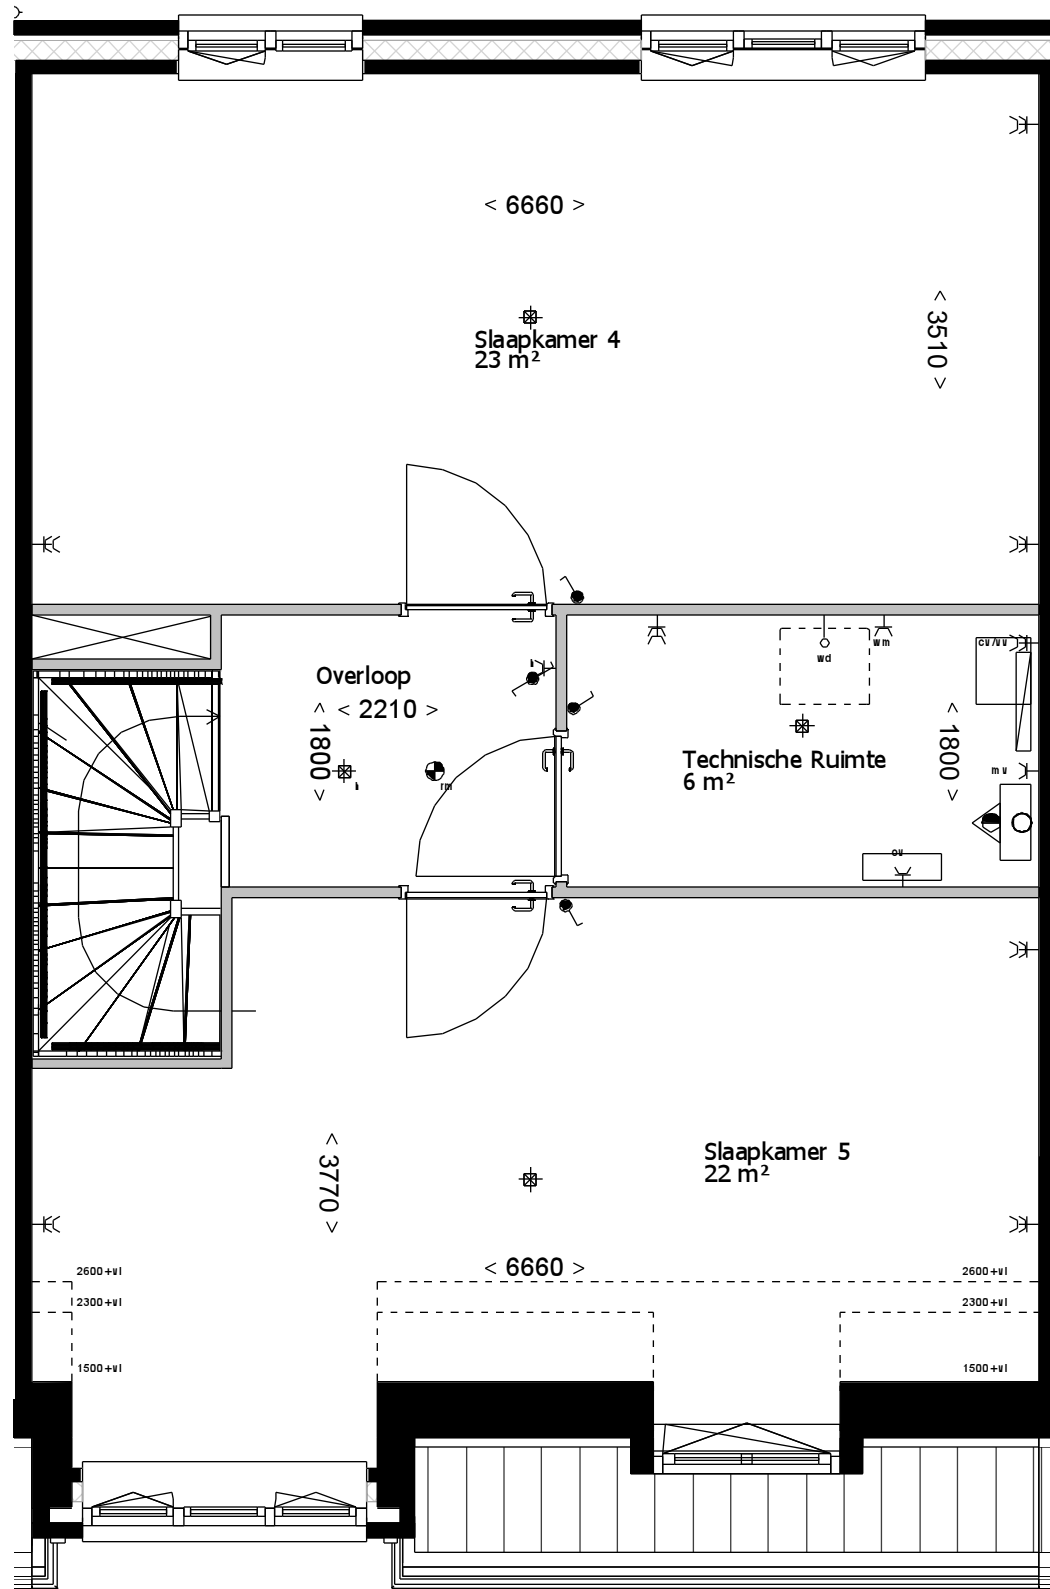 < 6660 >
< 3510 >
Slaapkamer 4
23 m²
Overloop
< 2210 >
< 1800 >
rm
wd
wm
cv/wv
Technische Ruimte
6 m²
< 1800 >
mv
ov
Slaapkamer 5
22 m²
< 3770 >
< 6660 >
2600+vl 2600+vl
2300+vl 2300+vl
1500+vl 1500+vl